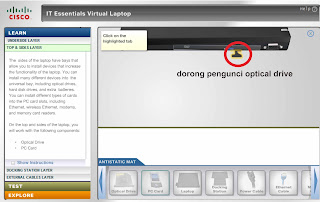 CISCO
IT Essentials Virtual Laptop
Help
LEARN
UNDERSIDE LAYER
TOP & SIDES LAYER
The sides of the laptop have bays that
allow you to install devices that increase
the functionality of the laptop. You can
install many different devices into the
universal bay, including optical drives,
hard disk drives, and extra batteries.
You can install different types of cards
into the PC card slots, including
Ethernet, wireless Ethernet, modems,
and memory card readers.
On the top and sides of the laptop, you
will work with the following components:
• Optical Drive
• PC Card
Show Instructions
DOCKING STATION LAYER
EXTERNAL CABLES LAYER
TEST
EXPLORE
Click on the
highlighted tab
dorong pengunci optical drive
ANTISTATIC MAT
Optical Drive
PC Card
Laptop
Docking
Station
Power Cable
Ethernet
Cable